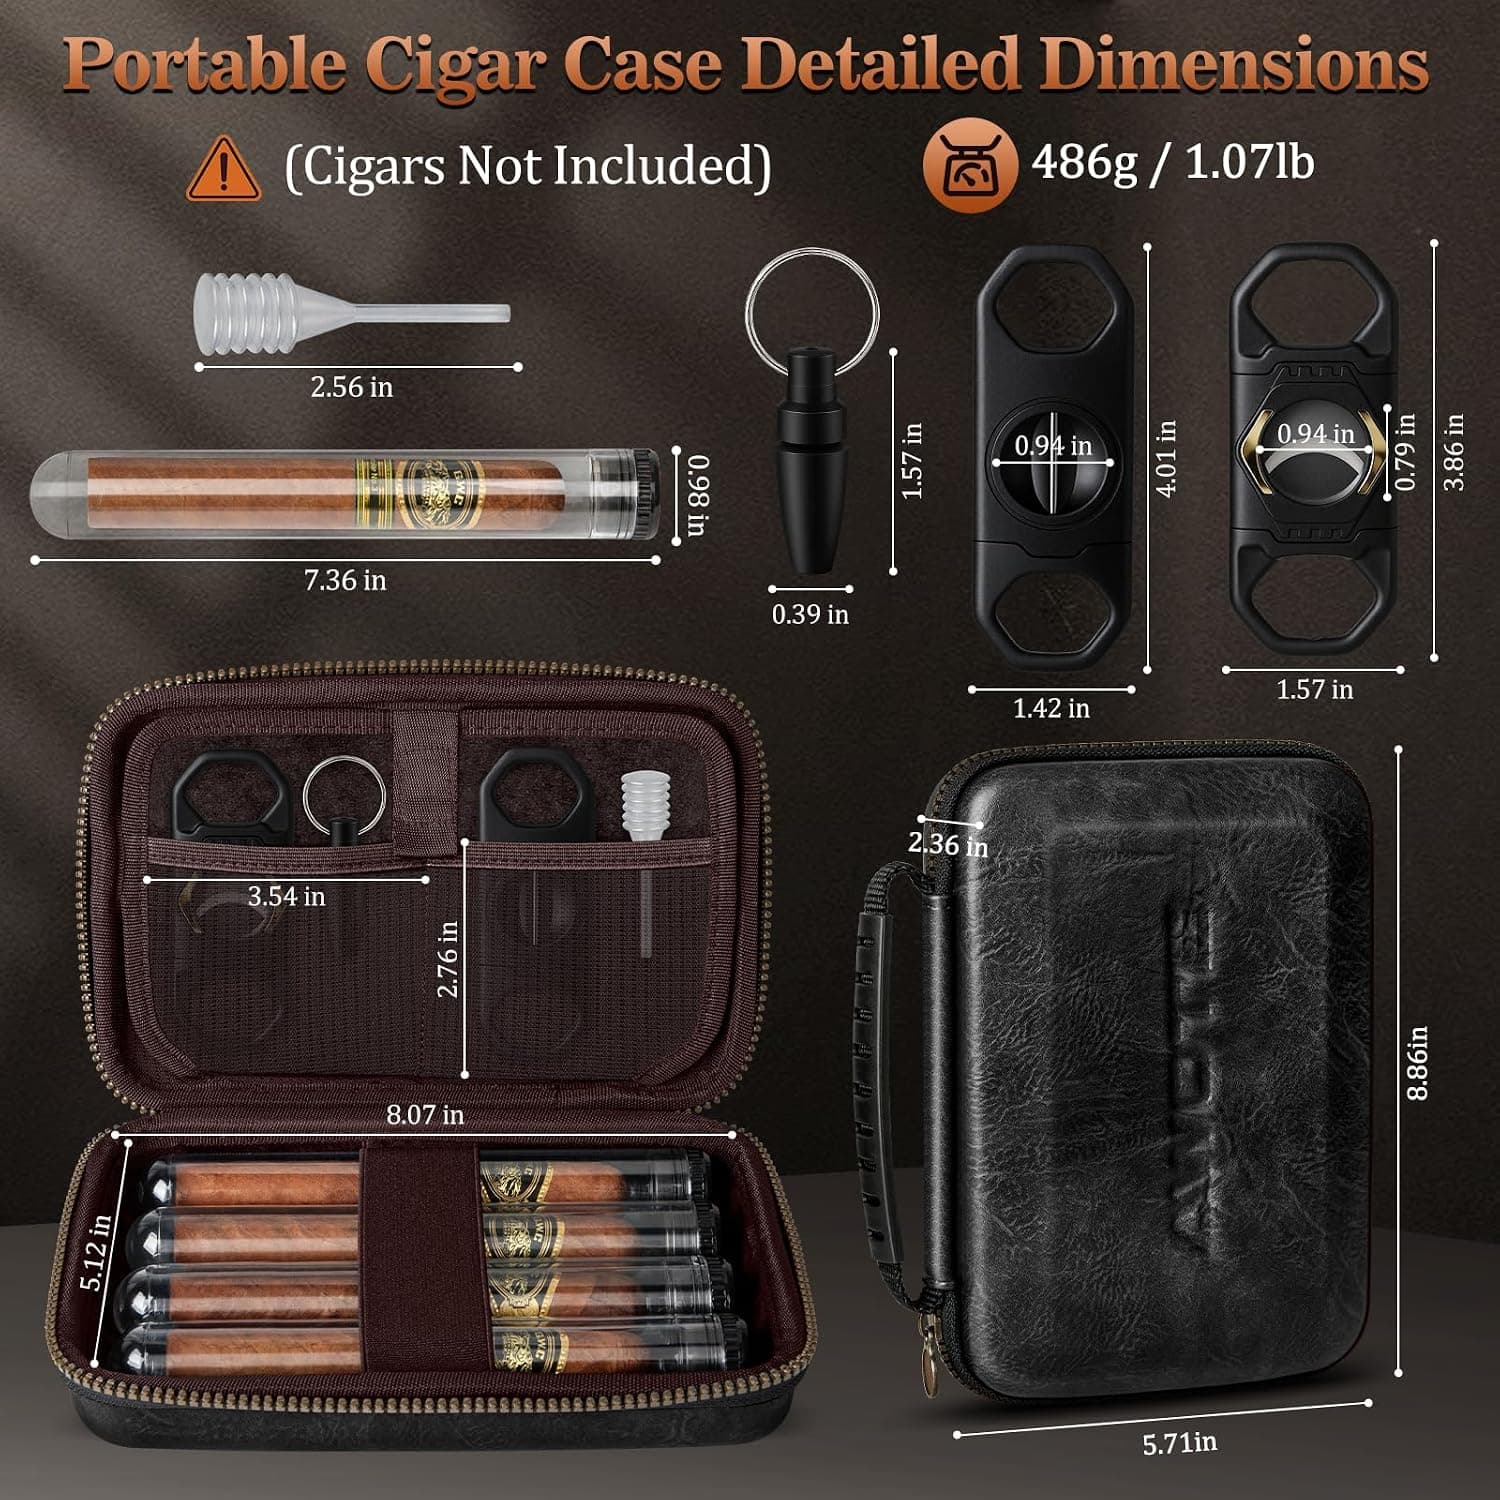 Portable Cigar Case Detailed Dimensions
(Cigars Not Included)
486g / 1.07lb
2.56 in
0.98 in
7.36 in
1.57 in
0.39 in
0.94 in
4.01 in
1.42 in
0.94 in
0.79 in
3.86 in
1.57 in
3.54 in
2.76 in
8.07 in
5.12 in
2.36 in
8.86in
5.71in